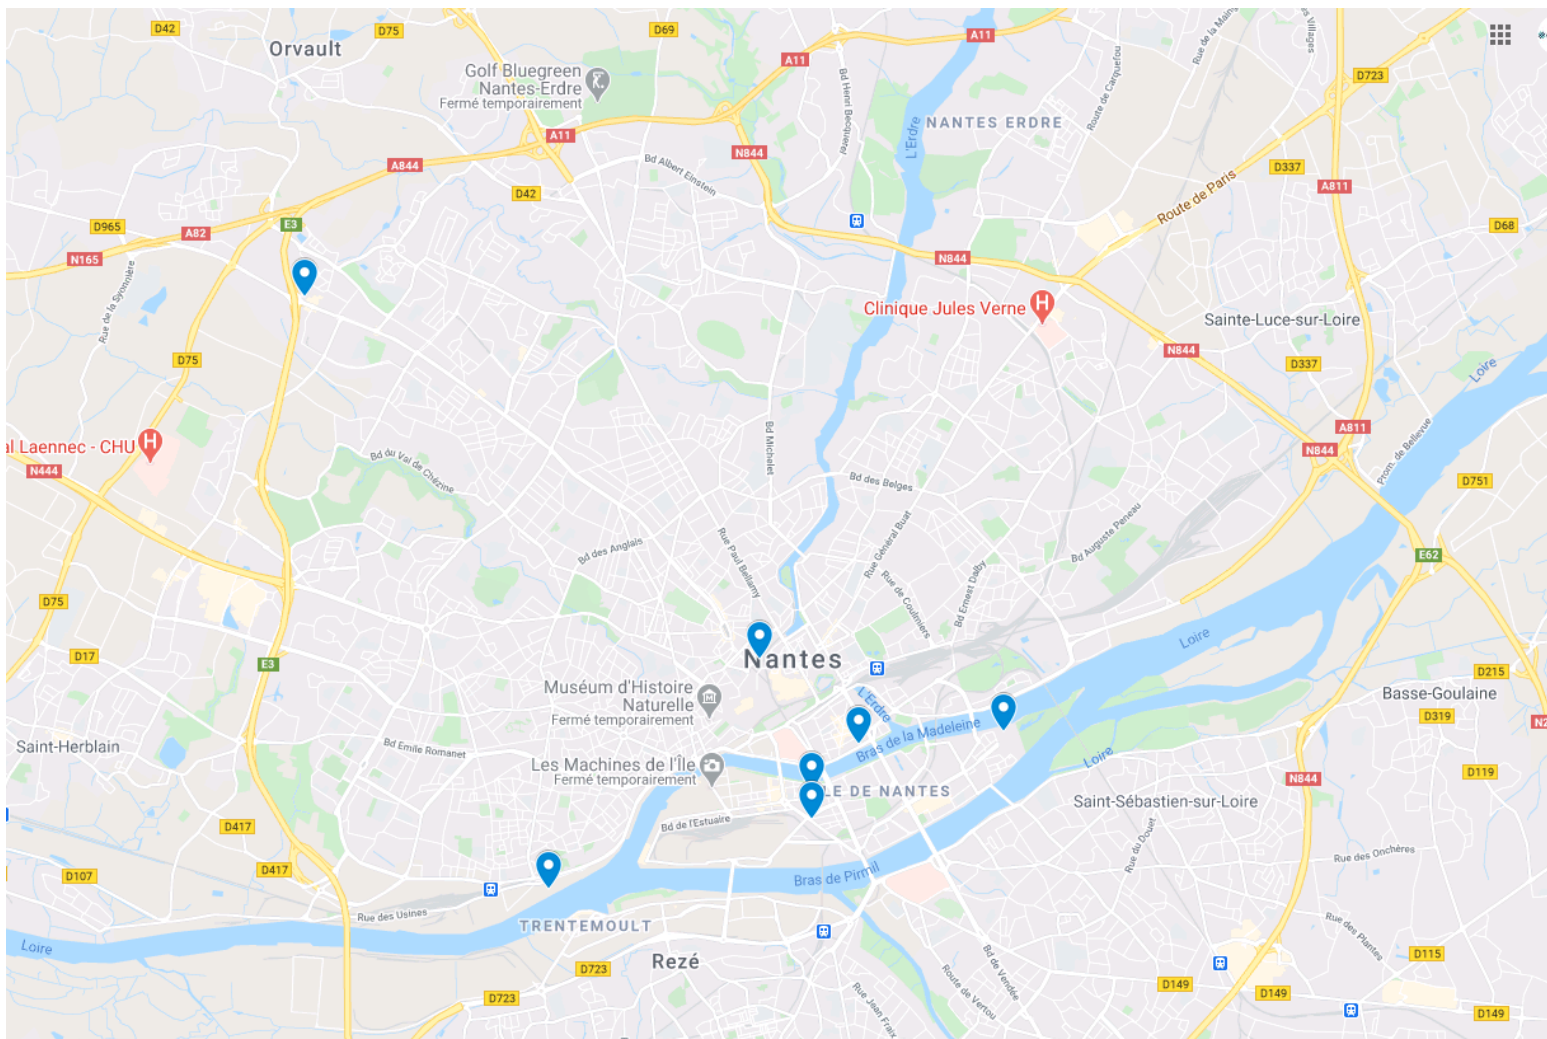 D42
D75
D69
A11
Orvault
A11
Golf Bluegreen
Nantes-Erdre
Fermé temporairement
Bd Henri Becquerel
L'Erdre
NANTES ERDRE
Route de Carquefou
D723
A11
N844
A844
Bd Albert Einstein
D42
D337
A811
Route de Paris
D965
A82
E3
D68
N165
N844
Rue de la Syonnière
Clinique Jules Verne
Sainte-Luce-sur-Loire
D75
N844
D337
Loire
al Laennec - CHU
N444
Bd du Val de Chézine
Bd Michelet
Bd des Belges
A811
N844
Prom. de Bellevue
D751
Bd des Anglais
Rue Paul Bellamy
Rue Général Buat
Rue de Coulmiers
Bd Ernest Dalby
Bd Auguste Peneau
E62
D75
D17
E3
Nantes
Loire
D215
Muséum d'Histoire
Naturelle
Fermé temporairement
L'Erdre
Basse-Goulaine
D319
N2
Saint-Herblain
Bd Emile Romanet
Bras de la Madeleine
Loire
Les Machines de l'Île
Fermé temporairement
LE DE NANTES
D119
N844
Saint-Sébastien-sur-Loire
D417
Bd de l'Estuaire
Rue du Douet
Rue des Onchères
D417
D107
Bras de Pirmil
Rue des Usines
TRENTEMOULT
Loire
Rezé
D723
Bd de Vendée
Rue des Plantes
D115
D723
Rue Jean Fraix
Route de Vertou
D149
D149
D149